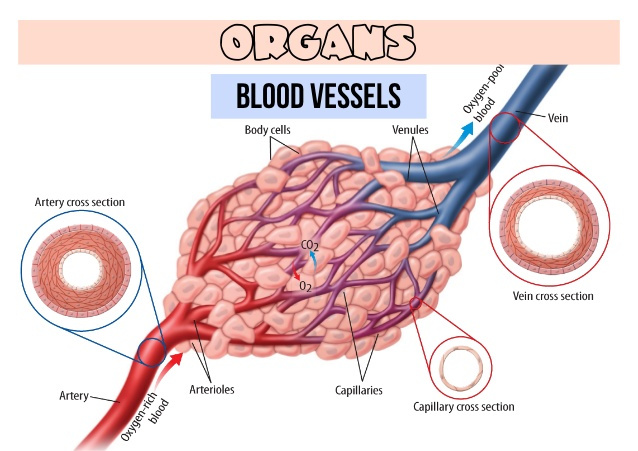 ORGANS
BLOOD VESSELS
Oxygen-poor
blood
Vein
Body cells
Venules
Artery cross section
CO2
O2
Vein cross section
Artery
Oxygen-rich
blood
Arterioles
Capillaries
Capillary cross section